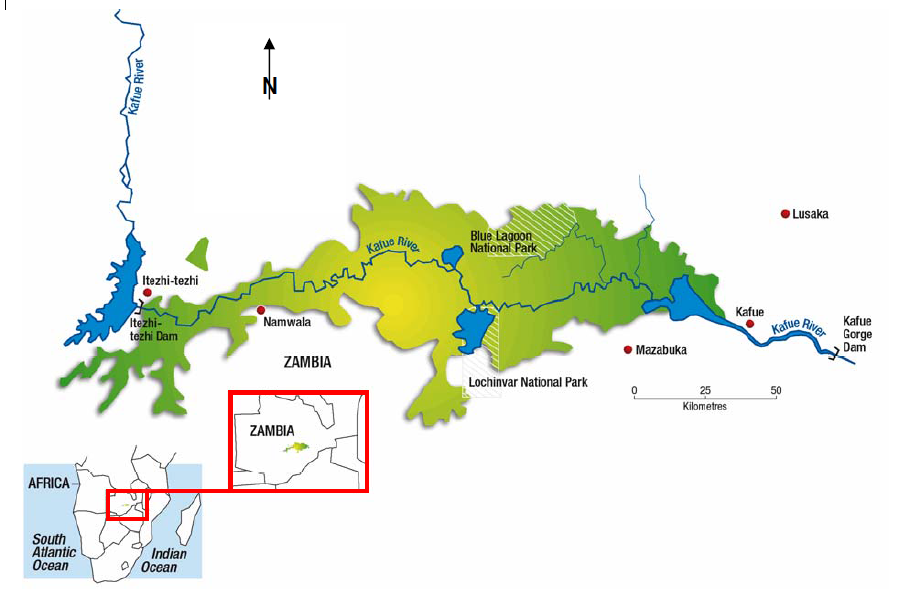 Kafue River
N
Lusaka
Blue Lagoon
National Park
Kafue River
Itezhi-tezhi
Itezhi-
tezhi Dam
Namwala
Kafue
Kafue River
Kafue
Gorge
Dam
Mazabuka
ZAMBIA
Lochinvar National Park
0 25 50
Kilometres
ZAMBIA
AFRICA
South
Atlantic
Ocean
Indian
Ocean